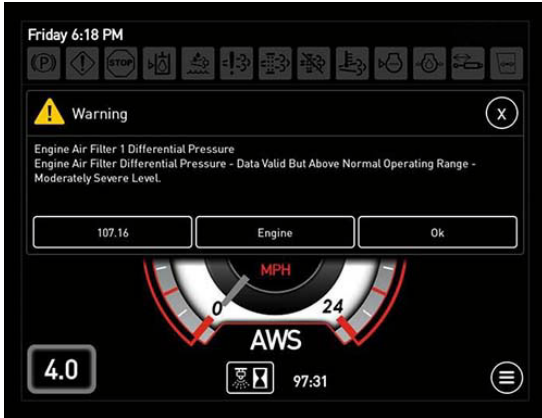 Friday 6:18 PM
(P)
STOP
Warning
X
Engine Air Filter 1 Differential Pressure
Engine Air Filter Differential Pressure - Data Valid But Above Normal Operating Range -
Moderately Severe Level.
107.16 Engine Ok
MPH
0 24
AWS
4.0 97:31